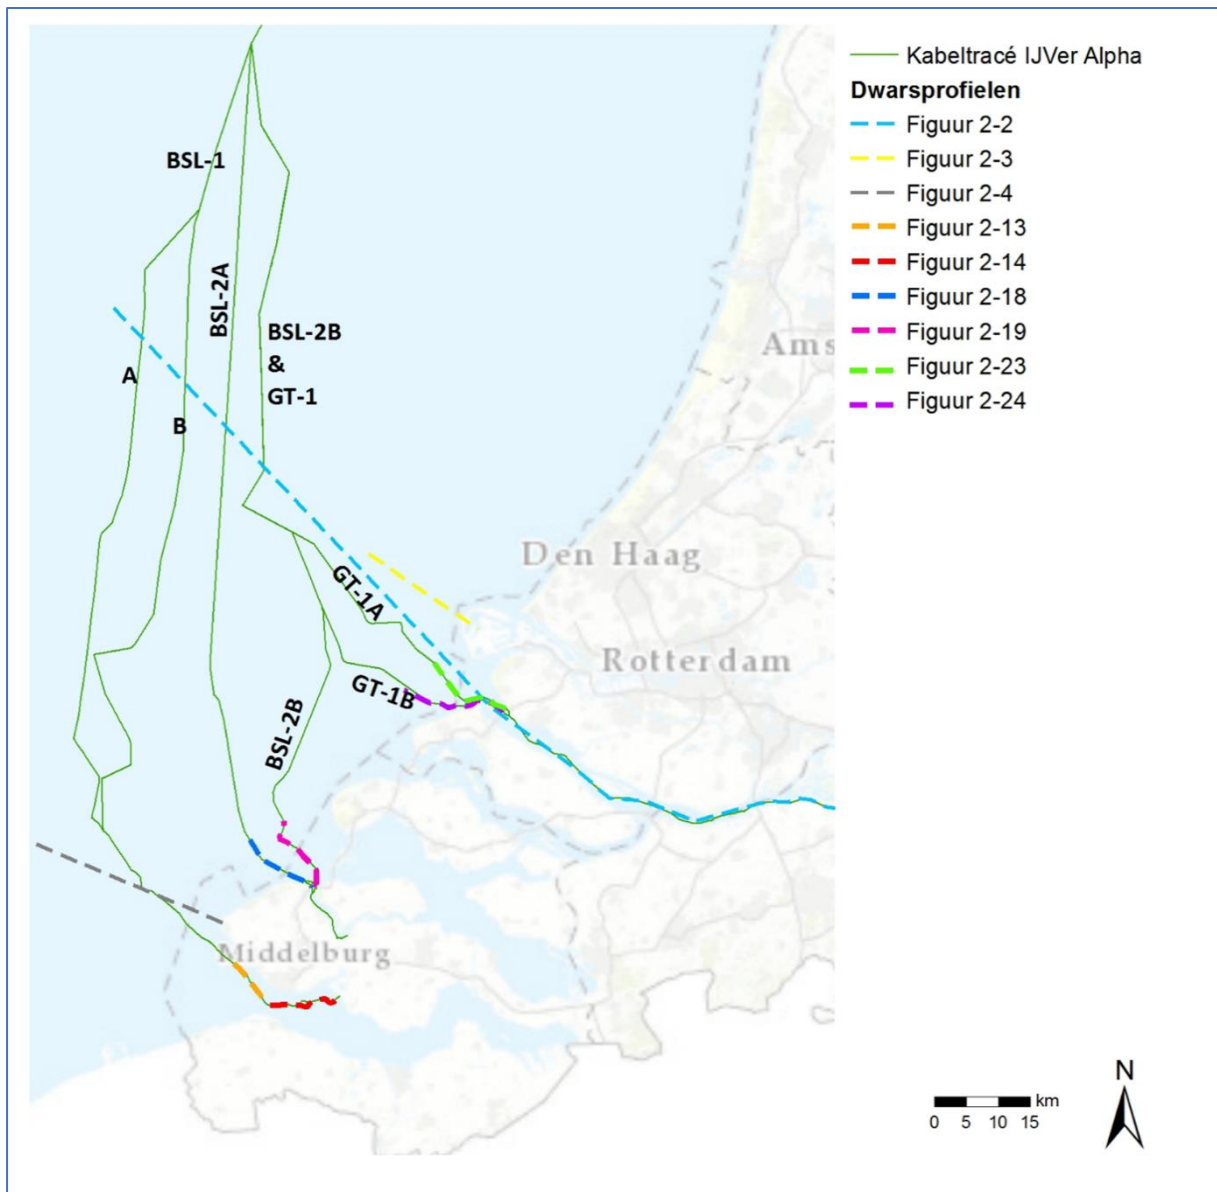 Kabeltracé IJVer Alpha
Dwarsprofielen
Figuur 2-2
Figuur 2-3
Figuur 2-4
Figuur 2-13
Figuur 2-14
Figuur 2-18
Figuur 2-19
Figuur 2-23
Figuur 2-24
BSL-1
BSL-2A
BSL-2B
&
GT-1
A
B
Ams
Den Haag
GT-1A
Rotterdam
GT-1B
BSL-2B
Middelburg
N
km
0 5 10 15